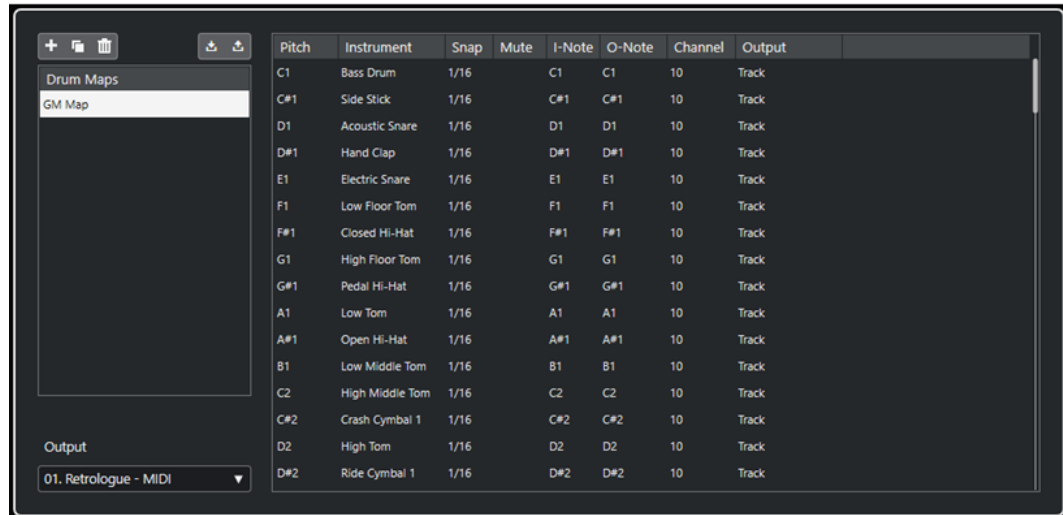 Drum Maps
GM Map
Output
01. Retrologue - MIDI
Pitch Instrument Snap Mute I-Note O-Note Channel Output
C1 Bass Drum 1/16 C1 C1 10 Track
C#1 Side Stick 1/16 C#1 C#1 10 Track
D1 Acoustic Snare 1/16 D1 D1 10 Track
D#1 Hand Clap 1/16 D#1 D#1 10 Track
E1 Electric Snare 1/16 E1 E1 10 Track
F1 Low Floor Tom 1/16 F1 F1 10 Track
F#1 Closed Hi-Hat 1/16 F#1 F#1 10 Track
G1 High Floor Tom 1/16 G1 G1 10 Track
G#1 Pedal Hi-Hat 1/16 G#1 G#1 10 Track
A1 Low Tom 1/16 A1 A1 10 Track
A#1 Open Hi-Hat 1/16 A#1 A#1 10 Track
B1 Low Middle Tom 1/16 B1 B1 10 Track
C2 High Middle Tom 1/16 C2 C2 10 Track
C#2 Crash Cymbal 1 1/16 C#2 C#2 10 Track
D2 High Tom 1/16 D2 D2 10 Track
D#2 Ride Cymbal 1 1/16 D#2 D#2 10 Track